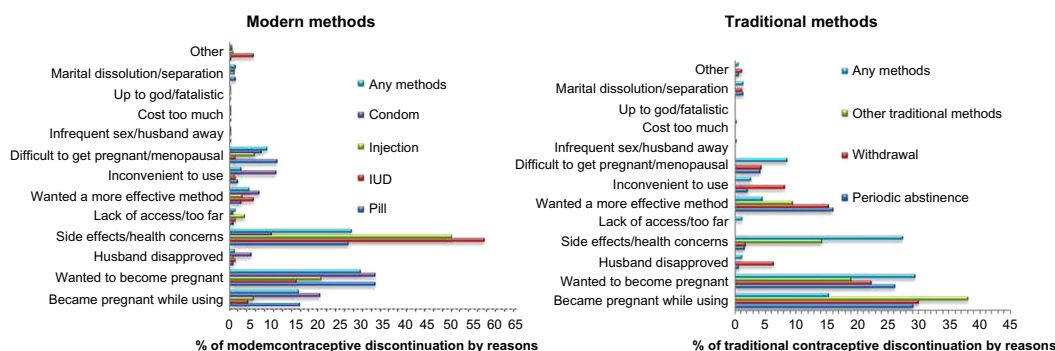 Modern methods
Other
Marital dissolution/separation
Up to god/fatalistic
Cost too much
Infrequent sex/husband away
Difficult to get pregnant/menopausal
Inconvenient to use
Wanted a more effective method
Lack of access/too far
Side effects/health concerns
Husband disapproved
Wanted to become pregnant
Became pregnant while using
Any methods
Condom
Injection
IUD
Pill
0 5 10 15 20 25 30 35 40 45 50 55 60 65
% of modemcontraceptive discontinuation by reasons
Traditional methods
Other
Marital dissolution/separation
Up to god/fatalistic
Cost too much
Infrequent sex/husband away
Difficult to get pregnant/menopausal
Inconvenient to use
Wanted a more effective method
Lack of access/too far
Side effects/health concerns
Husband disapproved
Wanted to become pregnant
Became pregnant while using
Any methods
Other traditional methods
Withdrawal
Periodic abstinence
0 5 10 15 20 25 30 35 40 45
% of traditional contraceptive discontinuation by reasons